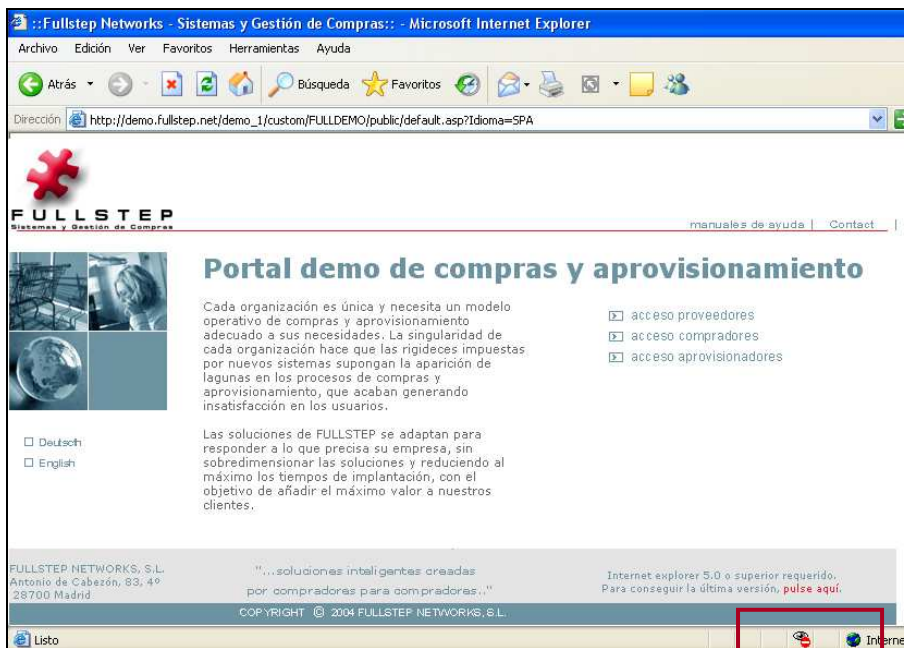 ::Fullstep Networks - Sistemas y Gestión de Compras:: - Microsoft Internet Explorer
Archivo Edición Ver Favoritos Herramientas Ayuda
Atrás Búsqueda Favoritos
Dirección http://demo.fullstep.net/demo_1/custom/FULLDEMO/public/default.asp?Idioma=SPA
FULLSTEP
Sistemas y Gestión de Compras
manuales de ayuda | Contact |
Portal demo de compras y aprovisionamiento
Cada organización es única y necesita un modelo
operativo de compras y aprovisionamiento
adecuado a sus necesidades. La singularidad de
cada organización hace que las rigideces impuestas
por nuevos sistemas supongan la aparición de
lagunas en los procesos de compras y
aprovisionamiento, que acaban generando
insatisfacción en los usuarios.
Las soluciones de FULLSTEP se adaptan para
responder a lo que precisa su empresa, sin
sobredimensionar las soluciones y reduciendo al
máximo los tiempos de implantación, con el
objetivo de añadir el máximo valor a nuestros
clientes.
acceso proveedores
acceso compradores
acceso aprovisionadores
Deutsch
English
FULLSTEP NETWORKS, S.L.
Antonio de Cabezón, 83, 4º
28700 Madrid
"...soluciones inteligentes creadas
por compradores para compradores..."
Internet explorer 5.0 o superior requerido.
Para conseguir la última versión, pulse aquí.
COPYRIGHT © 2004 FULLSTEP NETWORKS, S.L.
Listo
Interne